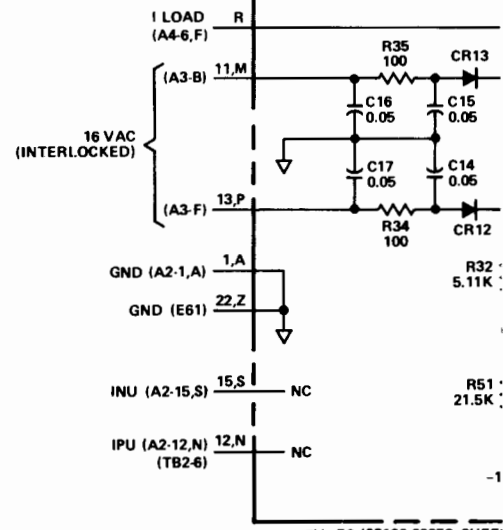 I LOAD
(A4-6,F)
R
R35
100
CR13
(A3-B)
11,M
C16
0.05
C15
0.05
16 VAC
(INTERLOCKED)
C17
0.05
C14
0.05
(A3-F)
13,P
R34
100
CR12
GND (A2-1,A)
1,A
R32
5.11K
GND (E61)
22,Z
INU (A2-15,S)
15,S
NC
R51
21.5K
IPU (A2-12,N)
12,N
NC
(TB2-6)
-1